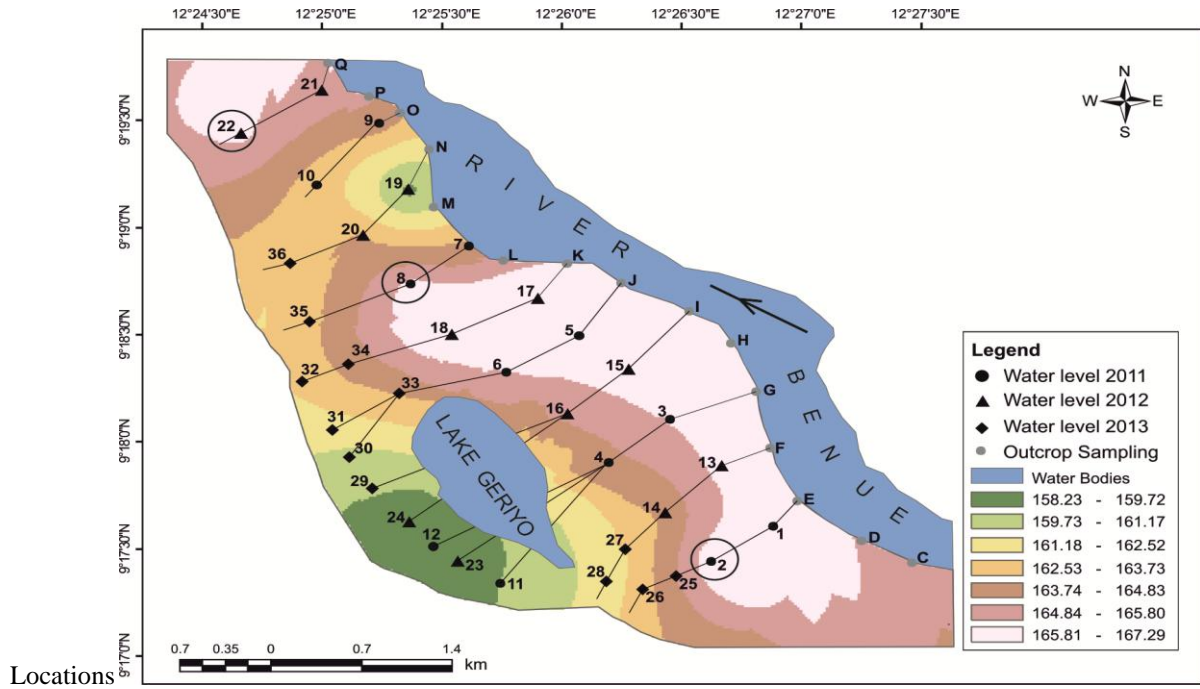 12°24'30"E 12°25'0"E 12°25'30"E 12°26'0"E 12°26'30"E 12°27'0"E 12°27'30"E
9°19'30"N
9°19'0"N
9°18'30"N
9°18'0"N
9°17'30"N
9°17'0"N
N
W E
S
Q
21
P
O
22
9
N
10
19
M
20
7
36
L
K
8
J
17
35
I
18
5
H
34
6
15
32
33
G
16
3
31
F
30
4
13
29
E
14
24
12
27
1
D
23
2
C
11
28
25
26
RIVER
BENUE
LAKE GERIYO
Legend
Water level 2011
Water level 2012
Water level 2013
Outcrop Sampling
Water Bodies
158.23 - 159.72
159.73 - 161.17
161.18 - 162.52
162.53 - 163.73
163.74 - 164.83
164.84 - 165.80
165.81 - 167.29
0.7 0.35 0 0.7 1.4
km
Locations